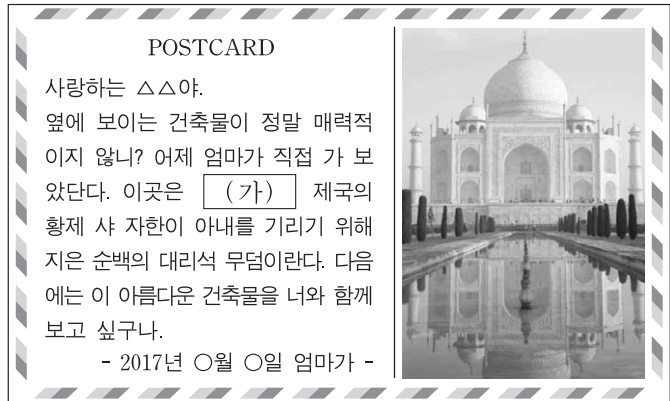 POSTCARD
사랑하는 △△야.
옆에 보이는 건축물이 정말 매력적
이지 않니? 어제 엄마가 직접 가 보
았단다. 이곳은 (가) 제국의
황제 샤 자한이 아내를 기리기 위해
지은 순백의 대리석 무덤이란다. 다음
에는 이 아름다운 건축물을 너와 함께
보고 싶구나.
- 2017년 ○월 ○일 엄마가 -